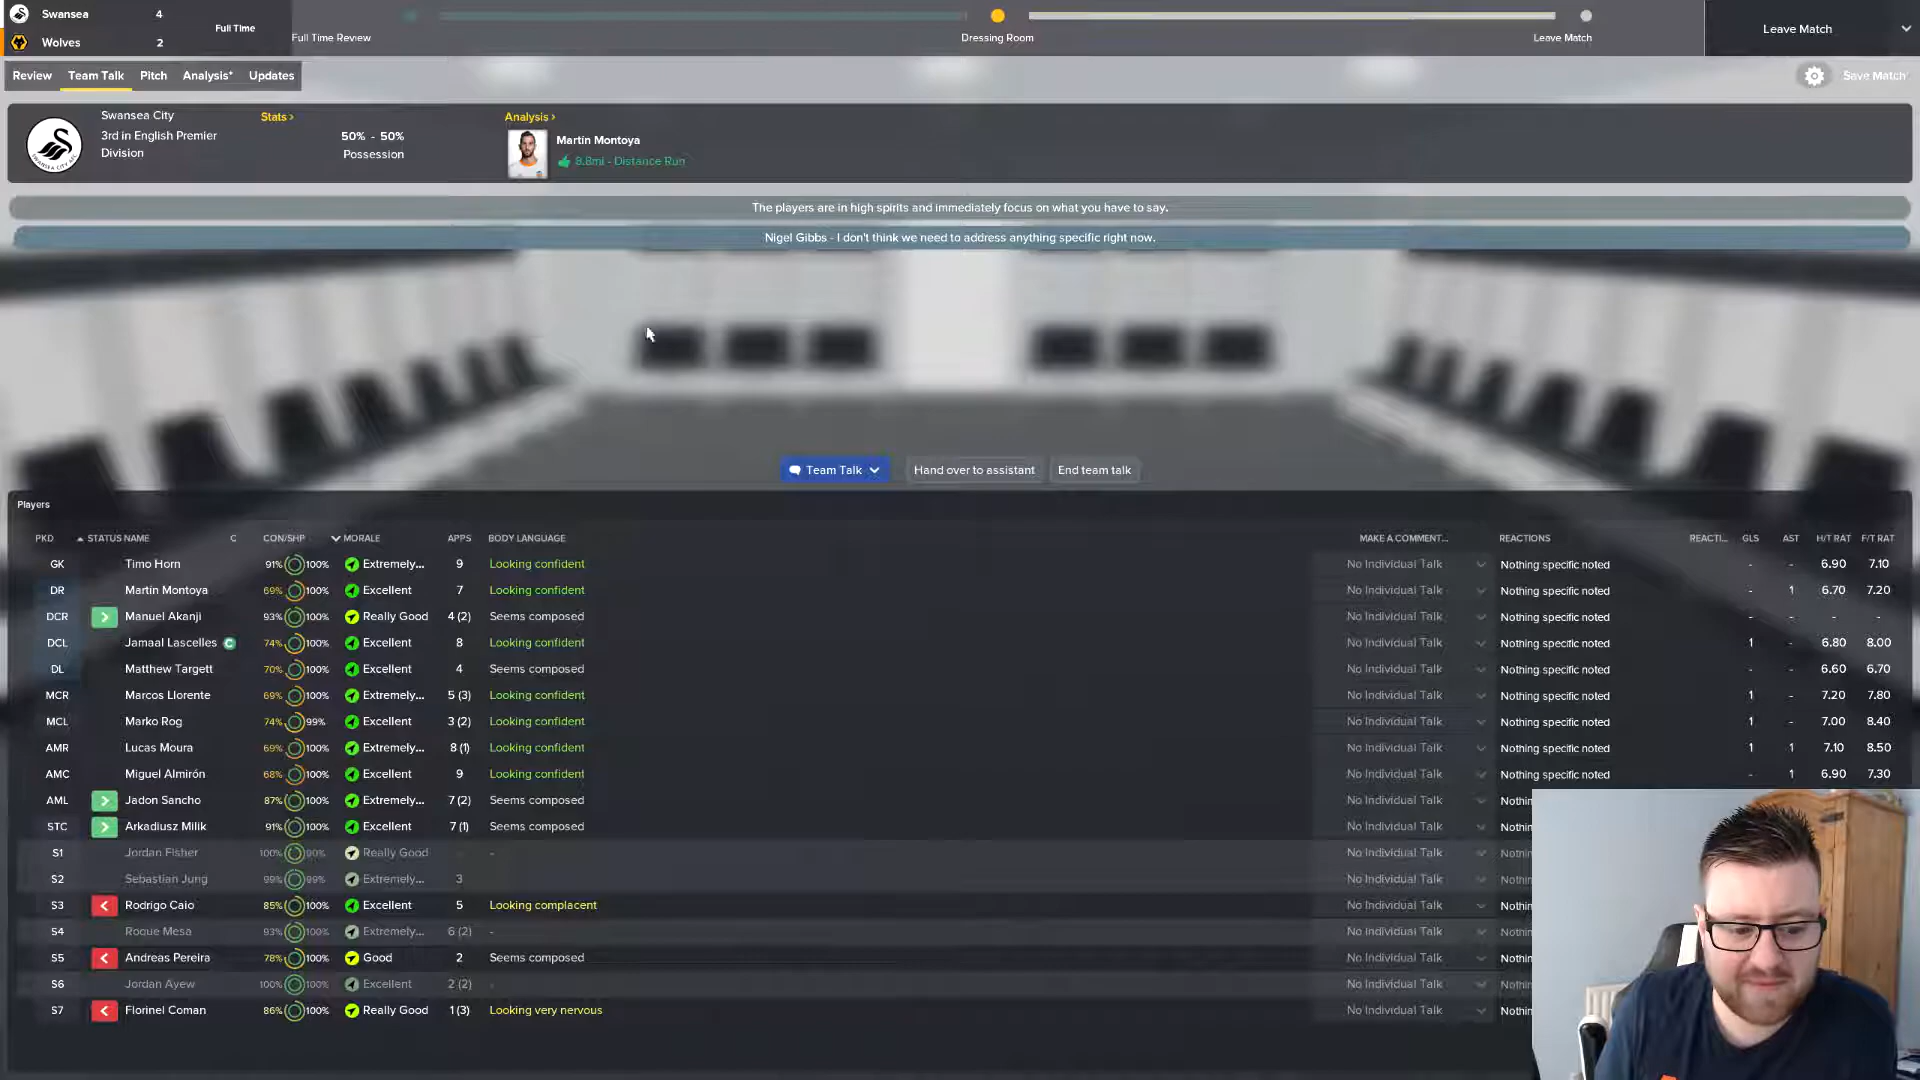 Swansea 4
Wolves 2
Full Time
Full Time Review
Dressing Room
Leave Match
Leave Match
Review Team Talk Pitch Analysis* Updates
Save Match
Swansea City
3rd in English Premier
Division
Stats ›
50% - 50%
Possession
Analysis ›
Martín Montoya
8.8mi - Distance Run
The players are in high spirits and immediately focus on what you have to say.
Nigel Gibbs - I don't think we need to address anything specific right now.
Team Talk Hand over to assistant End team talk
Players
PKD STATUS NAME C CON/SHP MORALE APPS BODY LANGUAGE MAKE A COMMENT... REACTIONS REACTI... GLS AST H/T RAT F/T RAT
GK Timo Horn 91% 100% Extremely... 9 Looking confident No Individual Talk Nothing specific noted - - 6.90 7.10
DR Martín Montoya 69% 100% Excellent 7 Looking confident No Individual Talk Nothing specific noted - 1 6.70 7.20
DCR Manuel Akanji 93% 100% Really Good 4 (2) Seems composed No Individual Talk Nothing specific noted - - - -
DCL Jamaal Lascelles C 74% 100% Excellent 8 Looking confident No Individual Talk Nothing specific noted 1 - 6.80 8.00
DL Matthew Targett 70% 100% Excellent 4 Seems composed No Individual Talk Nothing specific noted - - 6.60 6.70
MCR Marcos Llorente 69% 100% Extremely... 5 (3) Looking confident No Individual Talk Nothing specific noted 1 - 7.20 7.80
MCL Marko Rog 74% 99% Excellent 3 (2) Looking confident No Individual Talk Nothing specific noted 1 - 7.00 8.40
AMR Lucas Moura 69% 100% Extremely... 8 (1) Looking confident No Individual Talk Nothing specific noted 1 1 7.10 8.50
AMC Miguel Almirón 68% 100% Excellent 9 Looking confident No Individual Talk Nothing specific noted - 1 6.90 7.30
AML Jadon Sancho 87% 100% Extremely... 7 (2) Seems composed No Individual Talk Nothin
STC Arkadiusz Milik 91% 100% Excellent 7 (1) Seems composed No Individual Talk Nothin
S1 Jordan Fisher 100% 90% Really Good - - No Individual Talk Nothin
S2 Sebastian Jung 99% 99% Extremely... 3 No Individual Talk Nothin
S3 Rodrigo Caio 85% 100% Excellent 5 Looking complacent No Individual Talk Nothin
S4 Roque Mesa 93% 100% Extremely... 6 (2) - No Individual Talk Nothin
S5 Andreas Pereira 78% 100% Good 2 Seems composed No Individual Talk Nothin
S6 Jordan Ayew 100% 100% Excellent 2 (2) - No Individual Talk Nothin
S7 Florinel Coman 86% 100% Really Good 1 (3) Looking very nervous No Individual Talk Nothin